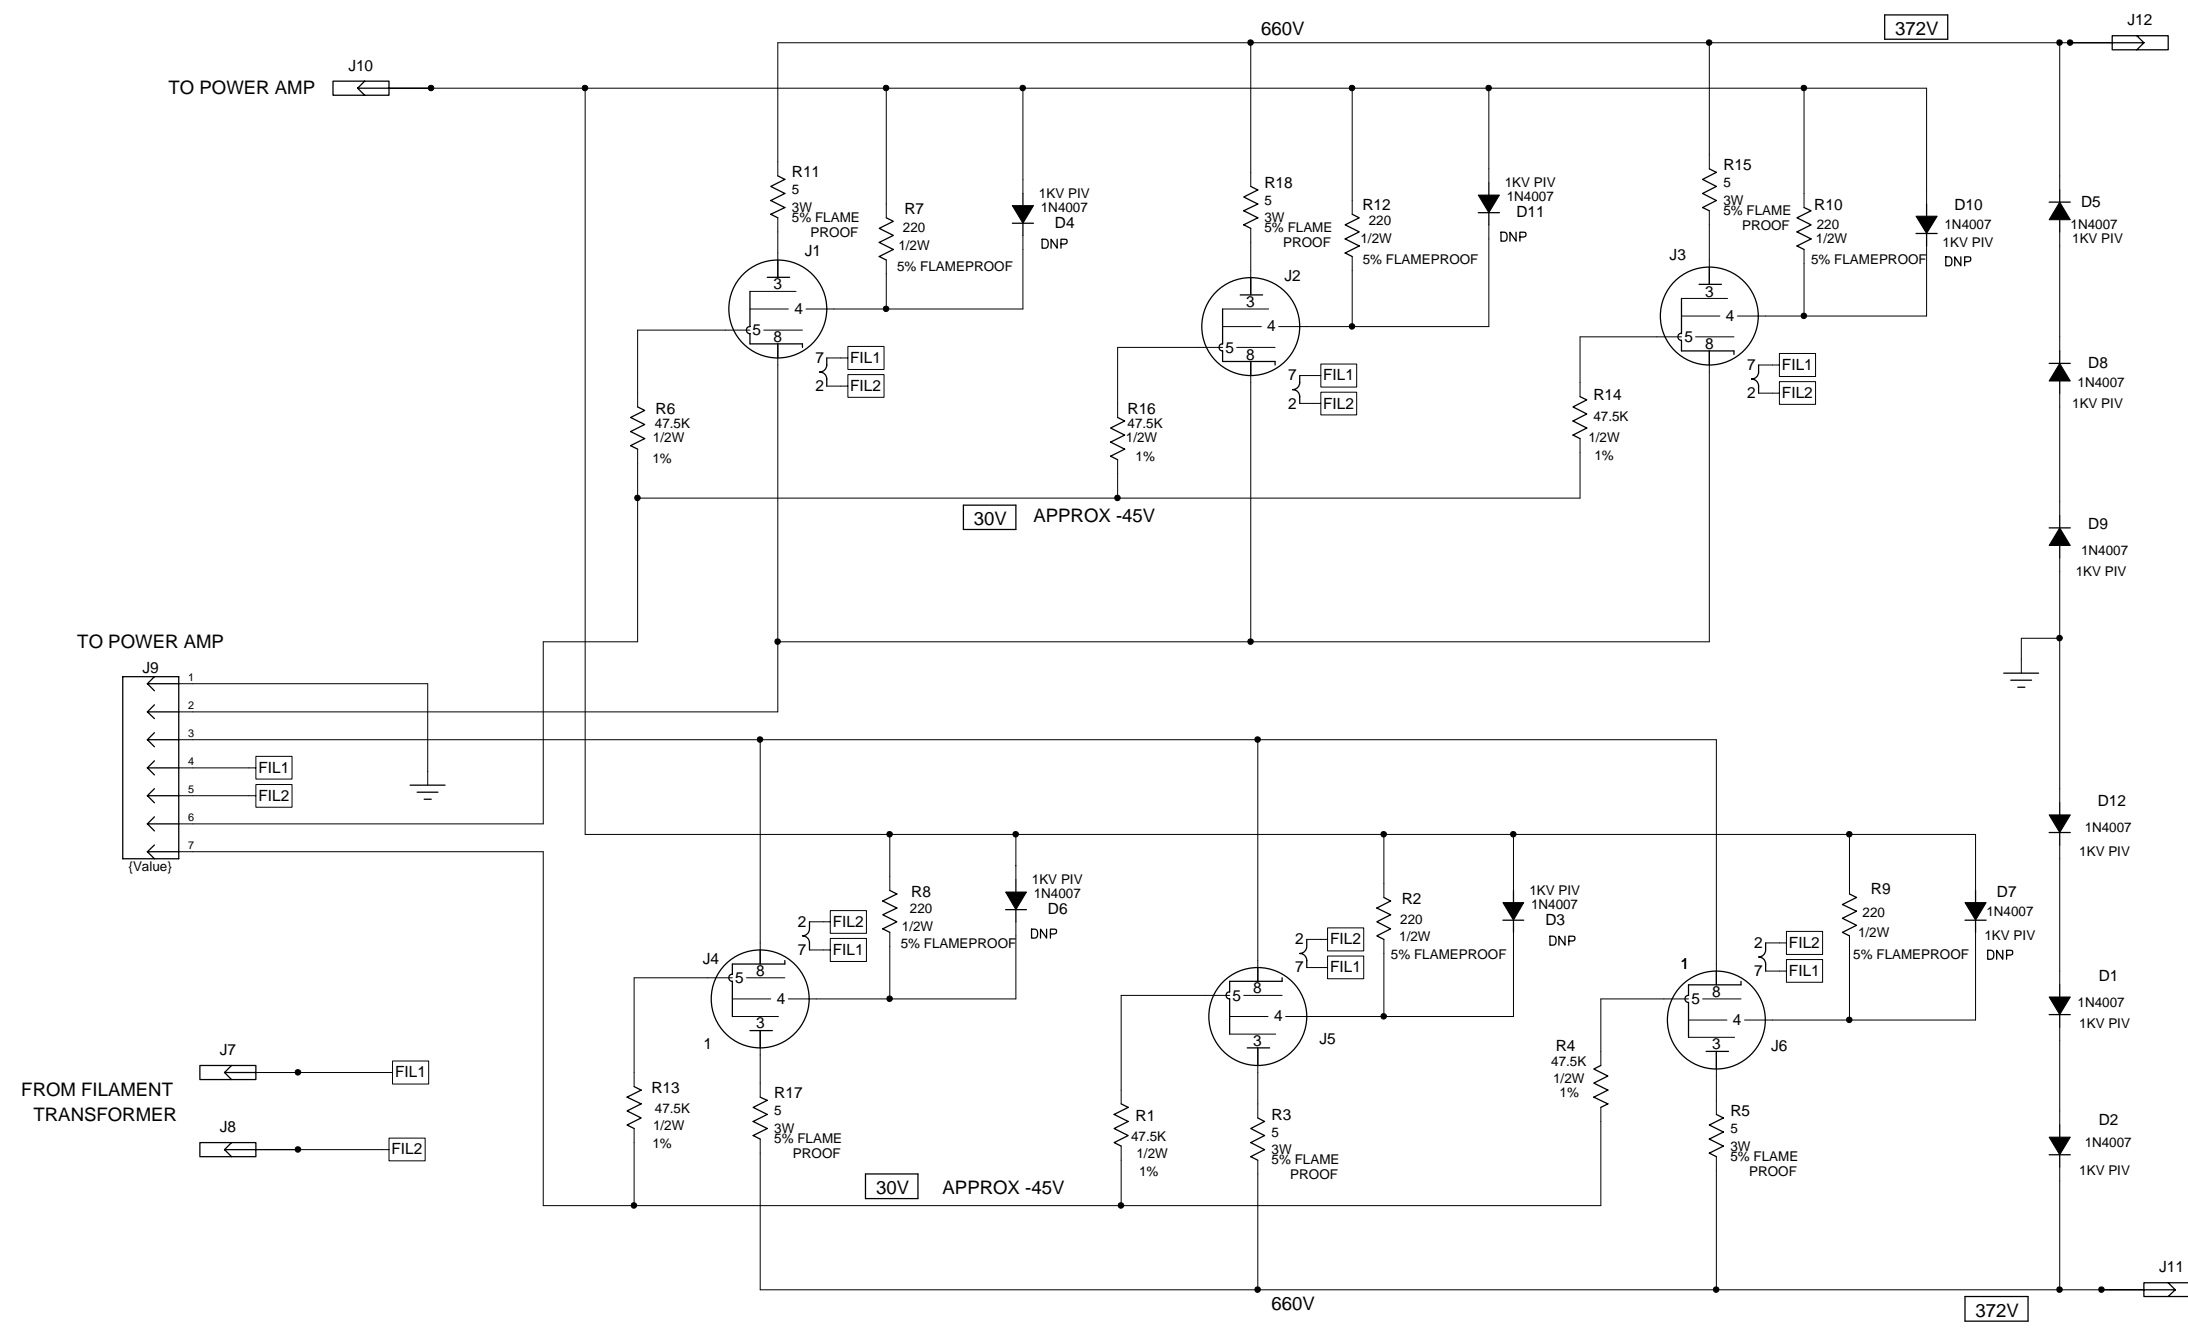 660V
372V
J12
J10
TO POWER AMP
R11
5
3W
5% FLAME
PROOF
R7
220
1/2W
5% FLAMEPROOF
1KV PIV
1N4007
D4
DNP
R18
5
3W
5% FLAME
PROOF
R12
220
1/2W
5% FLAMEPROOF
1KV PIV
1N4007
D11
DNP
R15
5
3W
5% FLAME
PROOF
R10
220
1/2W
5% FLAMEPROOF
D10
1N4007
1KV PIV
DNP
D5
1N4007
1KV PIV
J1
3
4
5
8
7
FIL1
2
FIL2
J2
3
4
5
8
7
FIL1
2
FIL2
J3
3
4
5
8
7
FIL1
2
FIL2
D8
1N4007
1KV PIV
R6
47.5K
1/2W
1%
R16
47.5K
1/2W
1%
R14
47.5K
1/2W
1%
30V
APPROX -45V
D9
1N4007
1KV PIV
TO POWER AMP
J9
1
2
3
4
FIL1
5
FIL2
6
7
{Value}
D12
1N4007
1KV PIV
2
FIL2
7
FIL1
R8
220
1/2W
5% FLAMEPROOF
1KV PIV
1N4007
D6
DNP
2
FIL2
7
FIL1
R2
220
1/2W
5% FLAMEPROOF
1KV PIV
1N4007
D3
DNP
2
FIL2
7
FIL1
R9
220
1/2W
5% FLAMEPROOF
D7
1N4007
1KV PIV
DNP
J4
5
8
4
3
1
5
8
4
3
J5
1
5
8
4
3
J6
D1
1N4007
1KV PIV
J7
FIL1
FROM FILAMENT
TRANSFORMER
J8
FIL2
R13
47.5K
1/2W
1%
R17
5
3W
5% FLAME
PROOF
R1
47.5K
1/2W
1%
R3
5
3W
5% FLAME
PROOF
R4
47.5K
1/2W
1%
R5
5
3W
5% FLAME
PROOF
D2
1N4007
1KV PIV
30V
APPROX -45V
660V
372V
J11